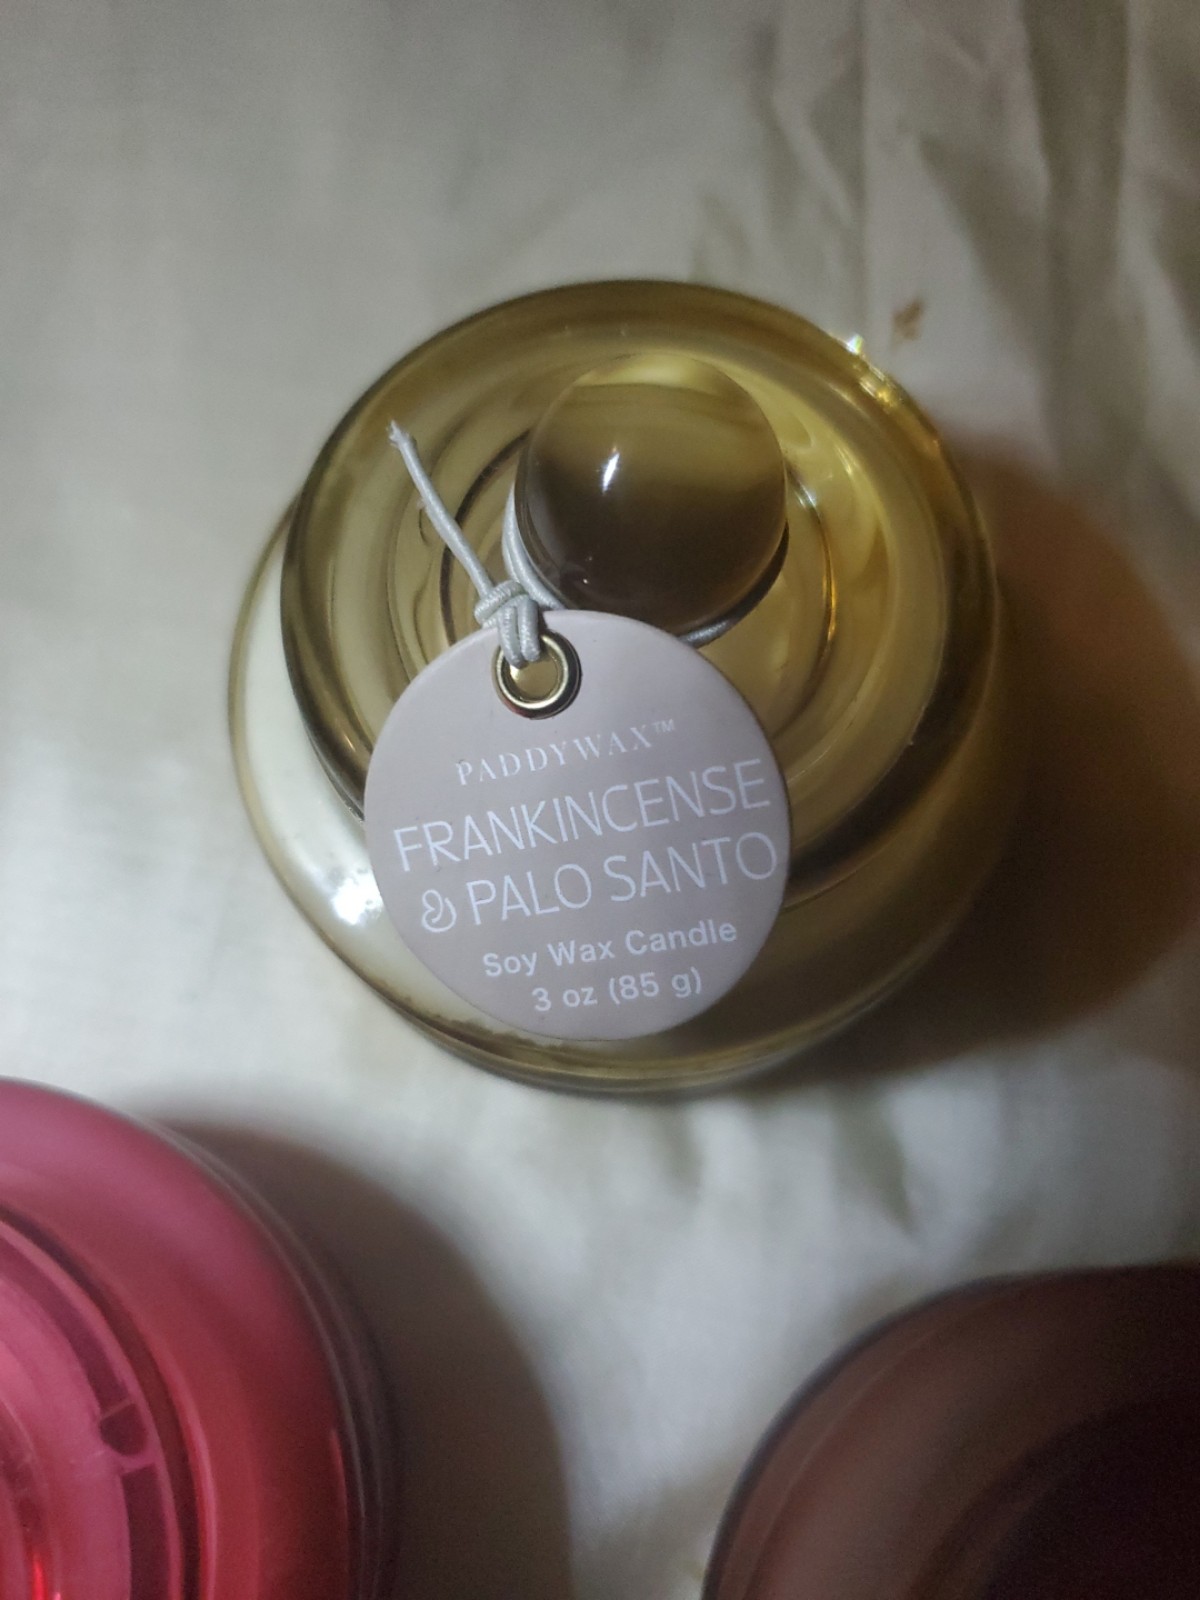 PADDYWAX™
FRANKINCENSE
& PALO SANTO
Soy Wax Candle
3 oz (85 g)